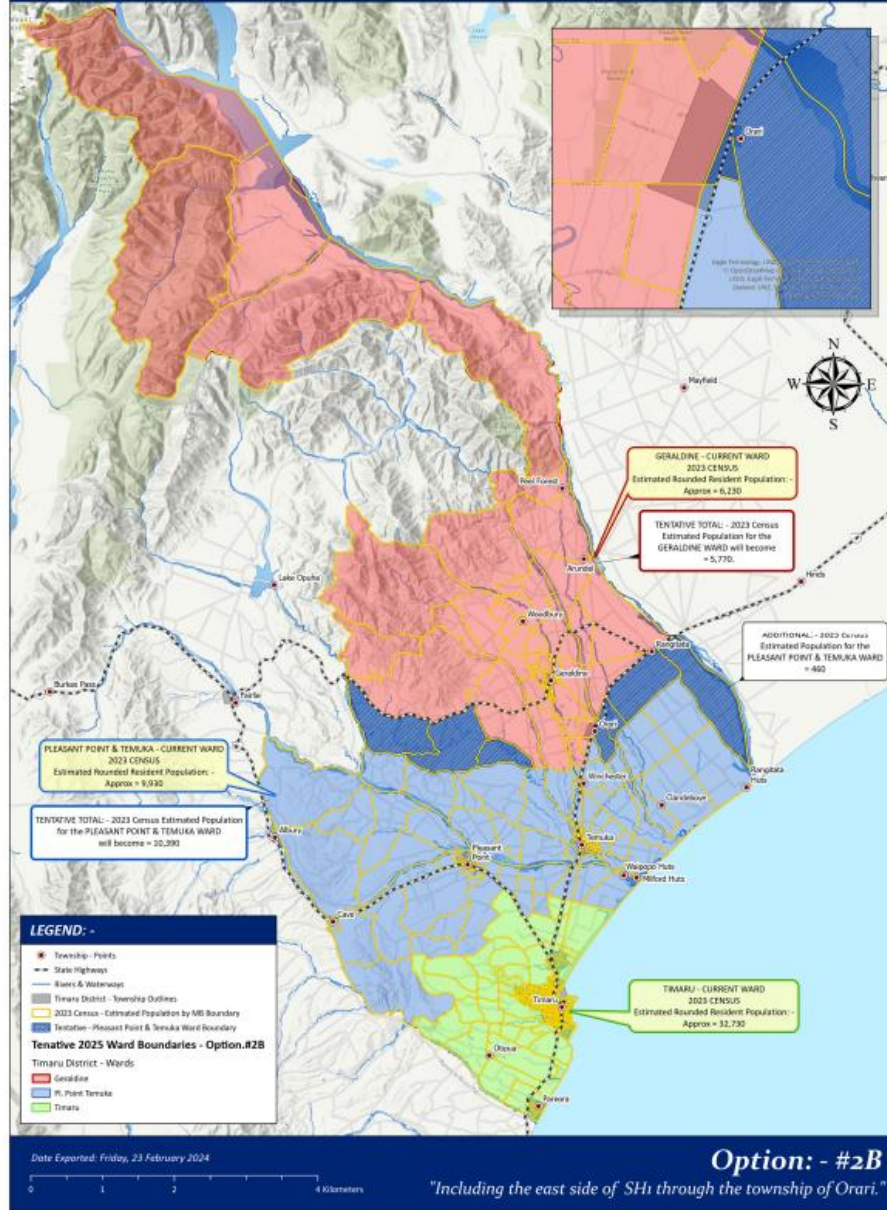 Orari
N
W E
S
Mayfield
GERALDINE - CURRENT WARD
2023 CENSUS
Estimated Rounded Resident Population: -
Approx = 6,230
Peel Forest
TENTATIVE TOTAL: - 2023 Census
Estimated Population for the
GERALDINE WARD will become
= 5,770.
Arundel
Hinds
Lake Opuha
Woodbury
ADDITIONAL: - 2023 Census
Estimated Population for the
PLEASANT POINT & TEMUKA WARD
= 460
Rangitata
Geraldine
Burkes Pass
Fairlie
Orari
PLEASANT POINT & TEMUKA - CURRENT WARD
2023 CENSUS
Estimated Rounded Resident Population: -
Approx = 9,930
Winchester
Rangitata
Huts
Clandeboye
TENTATIVE TOTAL: - 2023 Census Estimated Population
for the PLEASANT POINT & TEMUKA WARD
will become = 10,390
Albury
Temuka
Pleasant
Point
Waipopo Huts
Milford Huts
Cave
LEGEND: -
Township - Points
State Highways
Rivers & Waterways
Timaru District - Township Outlines
2023 Census - Estimated Population by MB Boundary
Tentative - Pleasant Point & Temuka Ward Boundary
Tenative 2025 Ward Boundaries - Option.#2B
Timaru District - Wards
Geraldine
Pl. Point Temuka
Timaru
TIMARU - CURRENT WARD
2023 CENSUS
Estimated Rounded Resident Population: -
Approx = 32,730
Timaru
Otipua
Pareora
Date Exported: Friday, 23 February 2024
0 1 2 4 Kilometers
Option: - #2B
"Including the east side of SH1 through the township of Orari."